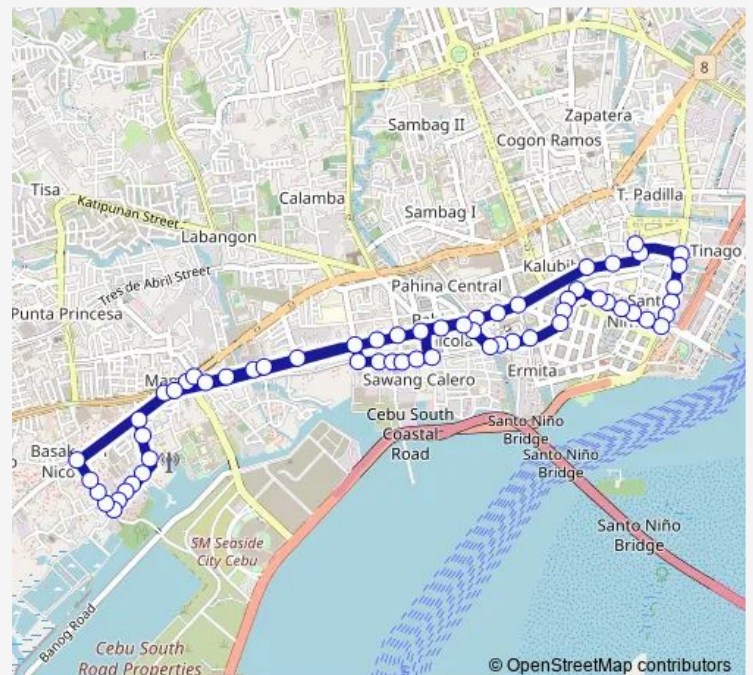 8
Zapatera
Sambag II
Cogon Ramos
Tisa
Katipunan Street
Calamba
T. Padilla
Sambag I
Labangon
Tinago
Tres de Abril Street
Pahina Central
Punta Princesa
Sawang Calero
Ermita
Cebu South
Coastal
Road
Santo Niño
Bridge
Basak
Santo Niño
Bridge
Santo Niño
Bridge
SM Seaside
City Cebu
Banog Road
Cebu South
Road Properties
© OpenStreetMap contributors